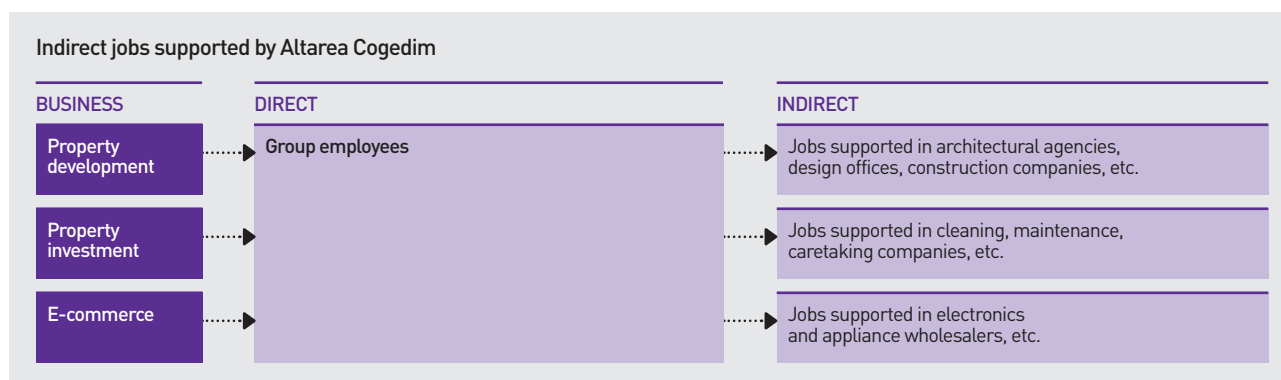 Indirect jobs supported by Altarea Cogedim
BUSINESS
DIRECT
INDIRECT
Property
development
Group employees
Jobs supported in architectural agencies,
design offices, construction companies, etc.
Property
investment
Jobs supported in cleaning, maintenance,
caretaking companies, etc.
E-commerce
Jobs supported in electronics
and appliance wholesalers, etc.